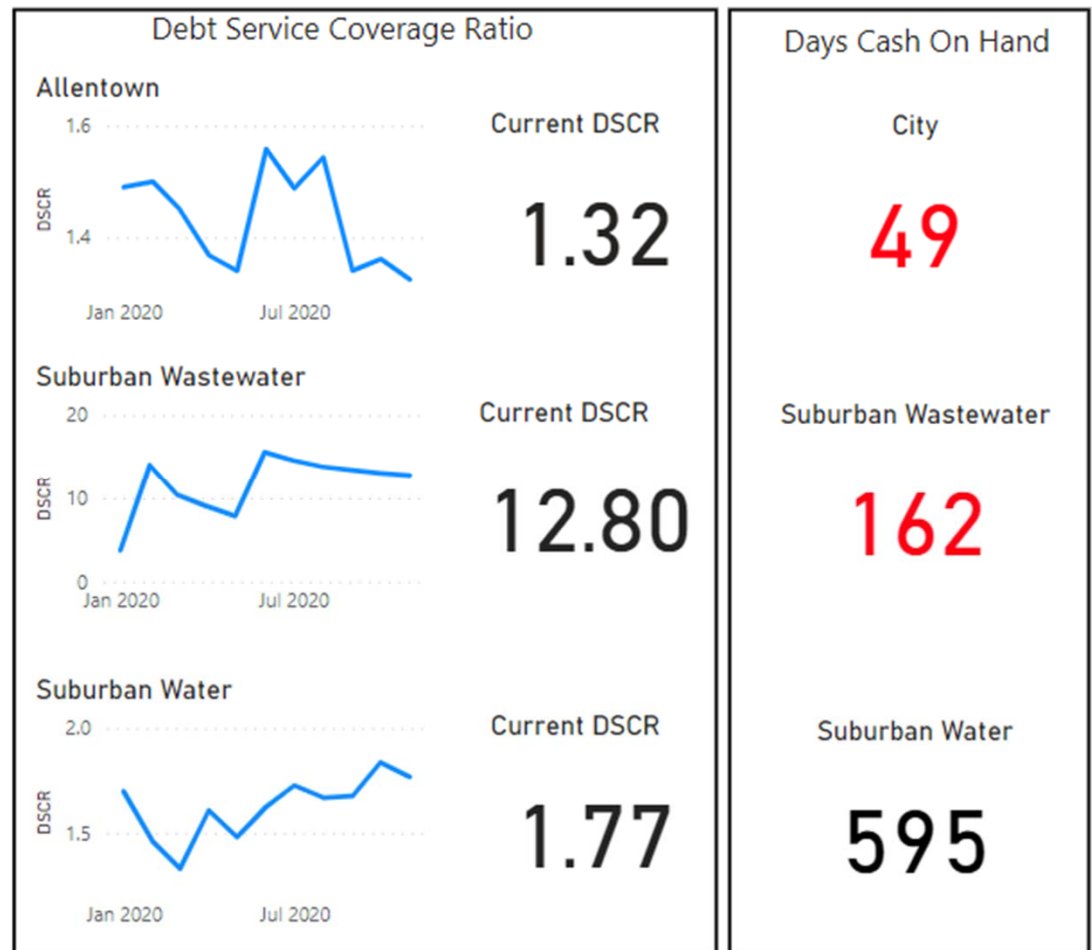 Debt Service Coverage Ratio
Allentown
1.6
DSCR
1.4
Jan 2020
Jul 2020
Current DSCR
1.32
Suburban Wastewater
20
DSCR
10
0
Jan 2020
Jul 2020
Current DSCR
12.80
Suburban Water
2.0
DSCR
1.5
Jan 2020
Jul 2020
Current DSCR
1.77
Days Cash On Hand
City
49
Suburban Wastewater
162
Suburban Water
595